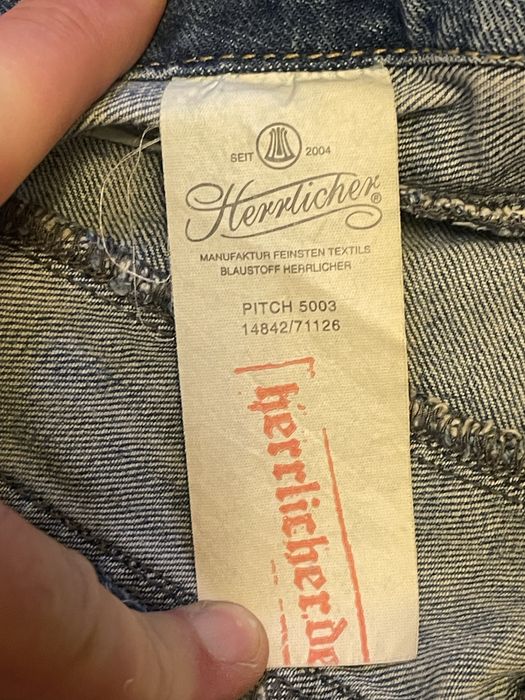 SEIT 2004
Herrlicher®
MANUFAKTUR FEINSTEN TEXTILS
BLAUSTOFF HERRLICHER
PITCH 5003
14842/71126
herrlicher.de